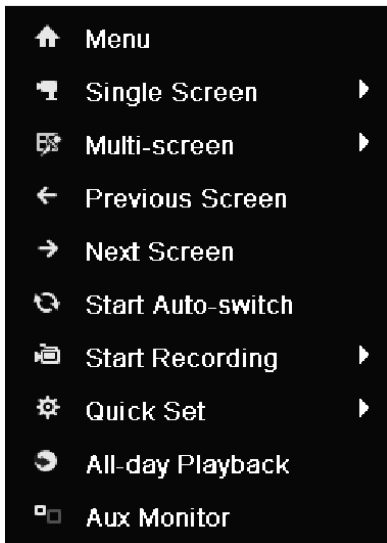 Menu
Single Screen
Multi-screen
Previous Screen
Next Screen
Start Auto-switch
Start Recording
Quick Set
All-day Playback
Aux Monitor